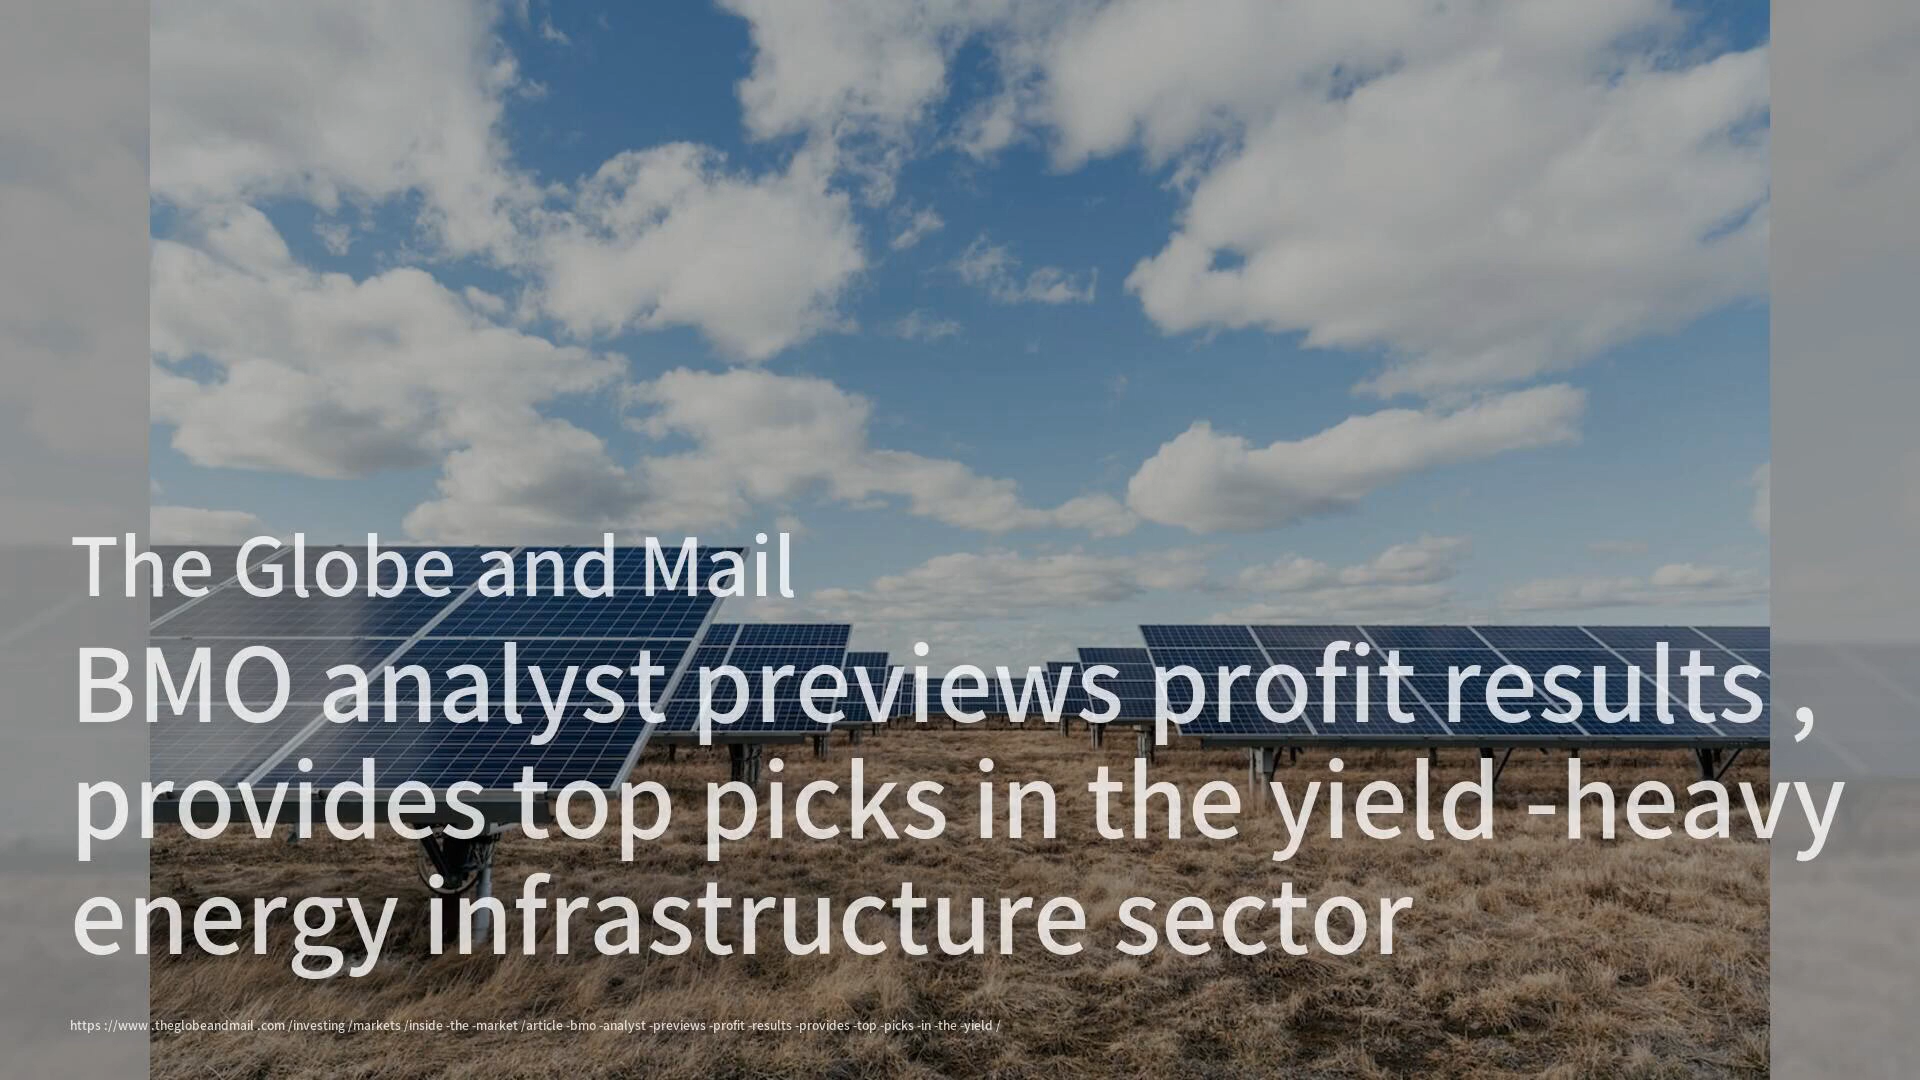 The Globe and Mail
BMO analyst previews profit results ,
provides top picks in the yield -heavy
energy infrastructure sector
https ://www .theglobeandmail .com /investing /markets /inside -the -market /article -bmo -analyst -previews -profit -results -provides -top -picks -in -the -yield /